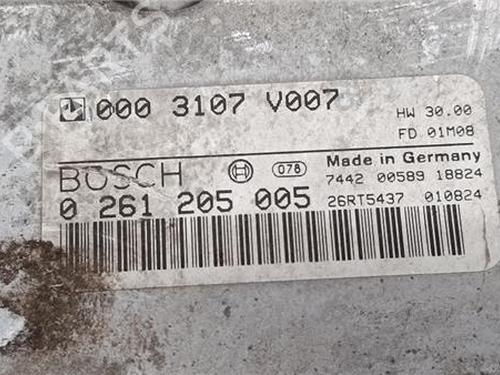 000 3107 V007
HW 30.00
FD 01M08
BOSCH
078
Made in Germany
7442 00589 18824
0 261 205 005
26RT5437 010824